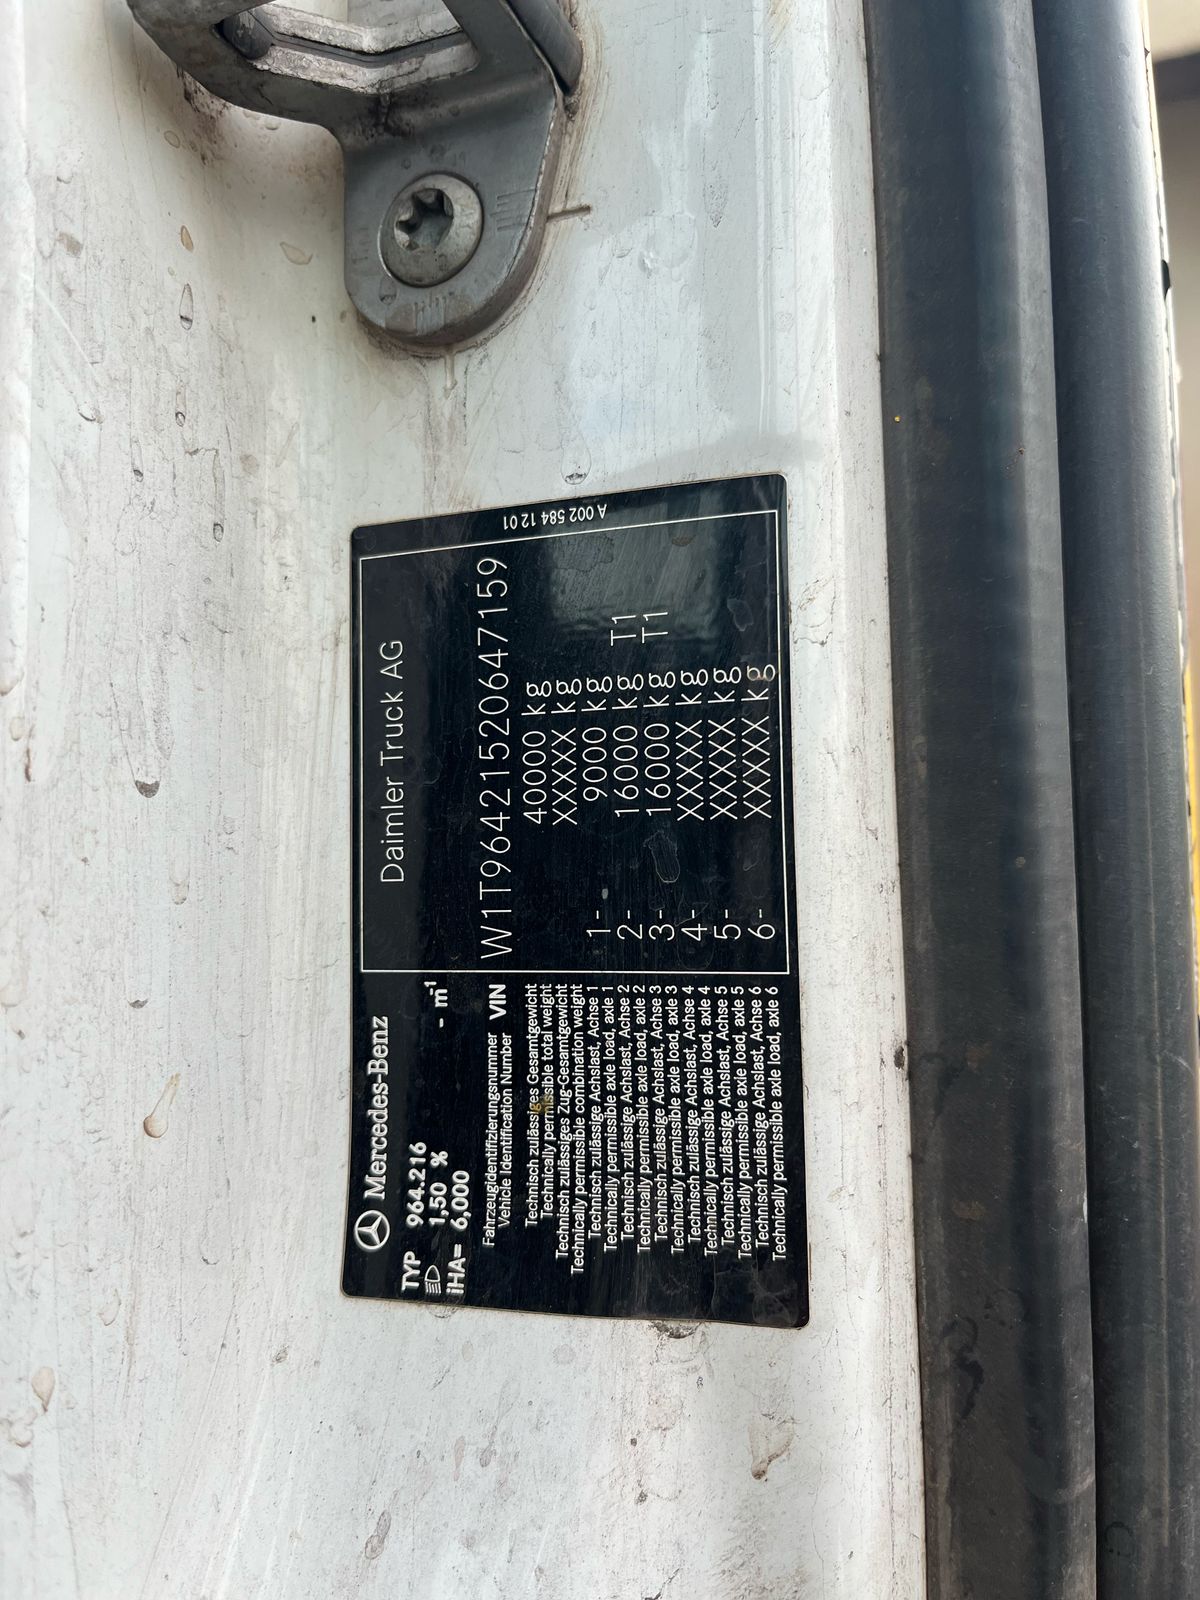 Mercedes-Benz
Daimler Truck AG
TYP 964.216
1,50 % - m⁻¹
iHA= 6,000
Fahrzeugidentifizierungsnummer
Vehicle Identification Number VIN W1T96421520647159
Technisch zulässiges Gesamtgewicht 40000 kg
Technically permissible total weight
Technisch zulässiges Zug-Gesamtgewicht XXXXX kg
Technically permissible combination weight
Technisch zulässige Achslast, Achse 1 1- 9000 kg
Technically permissible axle load, axle 1
Technisch zulässige Achslast, Achse 2 2- 16000 kg T1
Technically permissible axle load, axle 2
Technisch zulässige Achslast, Achse 3 3- 16000 kg T1
Technically permissible axle load, axle 3
Technisch zulässige Achslast, Achse 4 4- XXXXX kg
Technically permissible axle load, axle 4
Technisch zulässige Achslast, Achse 5 5- XXXXX kg
Technically permissible axle load, axle 5
Technisch zulässige Achslast, Achse 6 6- XXXXX kg
Technically permissible axle load, axle 6
A 002 584 12 01